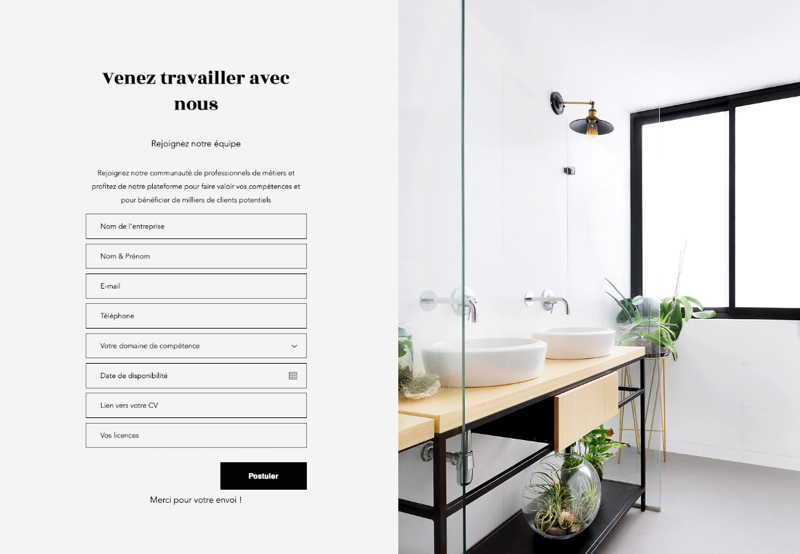 Venez travailler avec
nous
Rejoignez notre équipe
Rejoignez notre communauté de professionnels de métiers et
profitez de notre plateforme pour faire valoir vos compétences et
pour bénéficier de milliers de clients potentiels
Nom de l'entreprise
Nom & Prénom
E-mail
Téléphone
Votre domaine de compétence
Date de disponibilité
Lien vers votre CV
Vos licences
Postuler
Merci pour votre envoi !